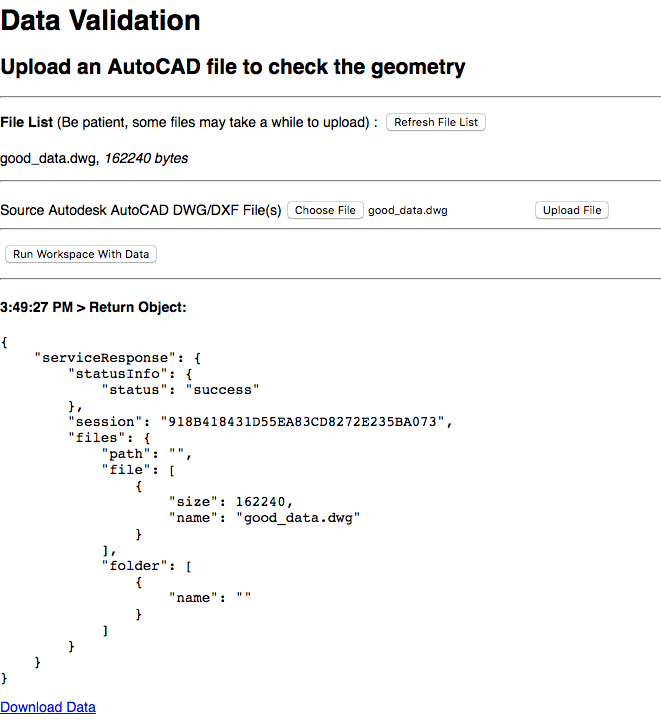 Data Validation
Upload an AutoCAD file to check the geometry
File List (Be patient, some files may take a while to upload) : Refresh File List
good_data.dwg, 162240 bytes
Source Autodesk AutoCAD DWG/DXF File(s) Choose File good_data.dwg Upload File
Run Workspace With Data
3:49:27 PM > Return Object:
{
    "serviceResponse": {
        "statusInfo": {
            "status": "success"
        },
        "session": "918B418431D55EA83CD8272E235BA073",
        "files": {
            "path": "",
            "file": [
                {
                    "size": 162240,
                    "name": "good_data.dwg"
                }
            ],
            "folder": [
                {
                    "name": ""
                }
            ]
        }
    }
}
Download Data